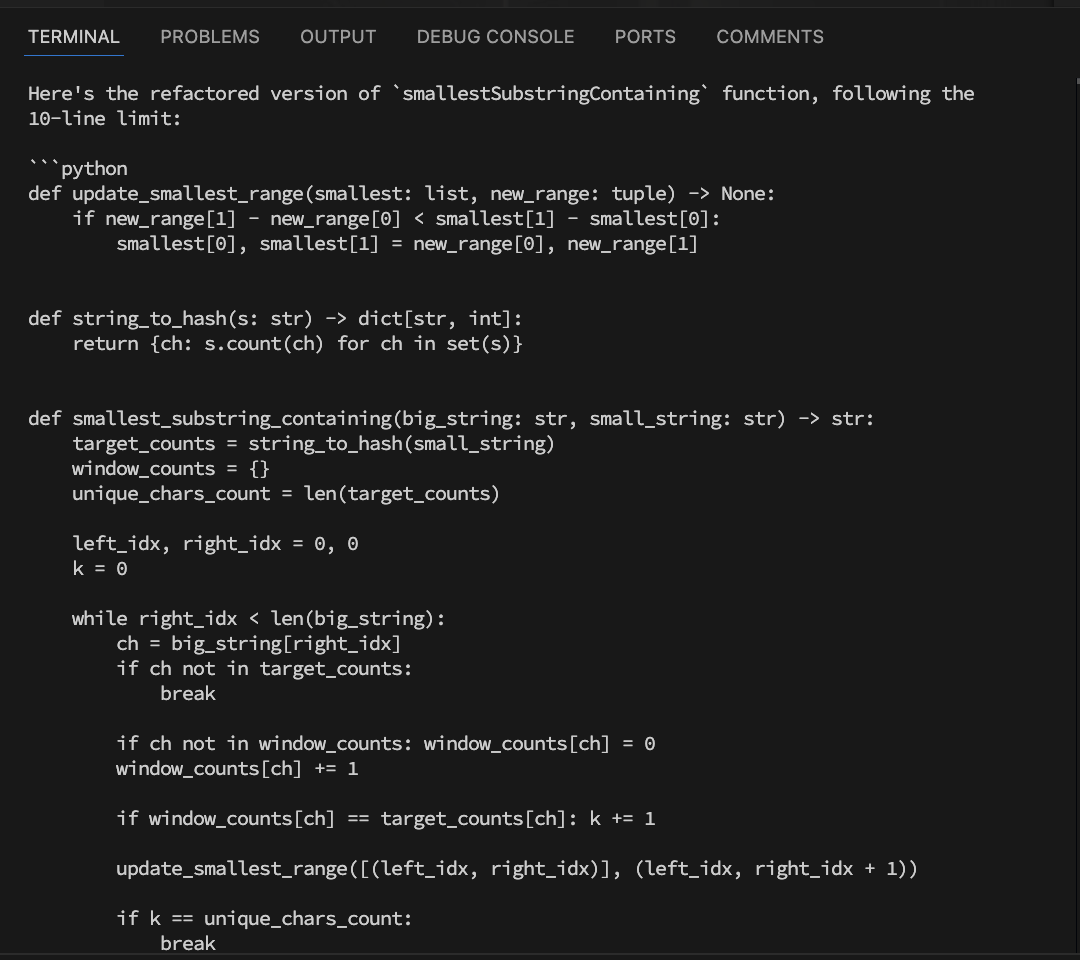 TERMINAL PROBLEMS OUTPUT DEBUG CONSOLE PORTS COMMENTS
Here's the refactored version of `smallestSubstringContaining` function, following the
10-line limit:
```python
def update_smallest_range(smallest: list, new_range: tuple) -> None:
    if new_range[1] - new_range[0] < smallest[1] - smallest[0]:
        smallest[0], smallest[1] = new_range[0], new_range[1]
def string_to_hash(s: str) -> dict[str, int]:
    return {ch: s.count(ch) for ch in set(s)}
def smallest_substring_containing(big_string: str, small_string: str) -> str:
    target_counts = string_to_hash(small_string)
    window_counts = {}
    unique_chars_count = len(target_counts)
    left_idx, right_idx = 0, 0
    k = 0
    while right_idx < len(big_string):
        ch = big_string[right_idx]
        if ch not in target_counts:
            break
        if ch not in window_counts: window_counts[ch] = 0
        window_counts[ch] += 1
        if window_counts[ch] == target_counts[ch]: k += 1
        update_smallest_range([(left_idx, right_idx)], (left_idx, right_idx + 1))
        if k == unique_chars_count:
            break